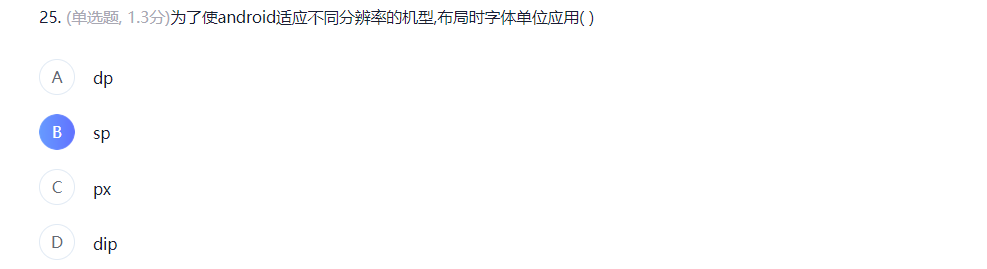 25. (单选题, 1.3分)为了使android适应不同分辨率的机型,布局时字体单位应用( )
A dp
B sp
C px
D dip